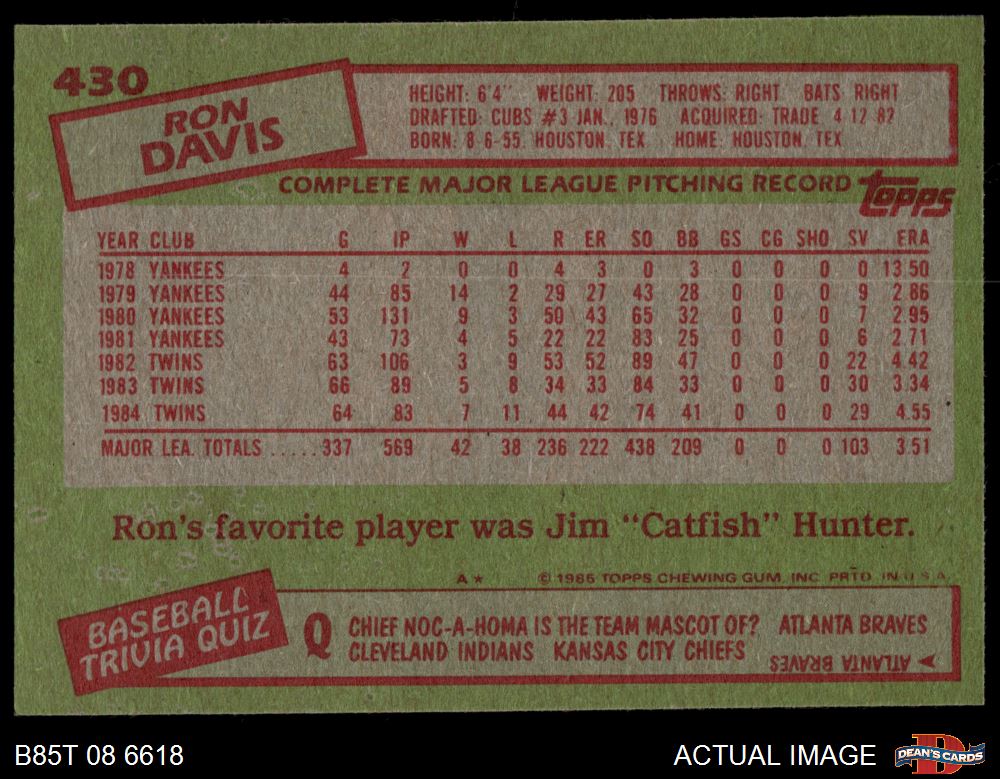 430
RON
DAVIS
HEIGHT: 6'4" WEIGHT: 205 THROWS: RIGHT BATS: RIGHT
DRAFTED: CUBS #3-JAN., 1976 ACQUIRED: TRADE 4-12-82
BORN: 8-6-55, HOUSTON, TEX HOME: HOUSTON, TEX
COMPLETE MAJOR LEAGUE PITCHING RECORD
topps
YEAR CLUB G IP W L R ER SO BB GS CG SHO SV ERA
1978 YANKEES 4 2 0 0 4 3 0 3 0 0 0 0 13.50
1979 YANKEES 44 85 14 2 29 27 43 28 0 0 0 9 2.86
1980 YANKEES 53 131 9 3 50 43 65 32 0 0 0 7 2.95
1981 YANKEES 43 73 4 5 22 22 83 25 0 0 0 6 2.71
1982 TWINS 63 106 3 9 53 52 89 47 0 0 0 22 4.42
1983 TWINS 66 89 5 8 34 33 84 33 0 0 0 30 3.34
1984 TWINS 64 83 7 11 44 42 74 41 0 0 0 29 4.55
MAJOR LEA. TOTALS .....337 569 42 38 236 222 438 209 0 0 0 103 3.51
Ron's favorite player was Jim "Catfish" Hunter.
A★ © 1985 TOPPS CHEWING GUM, INC. PRTD. IN U.S.A.
BASEBALL
TRIVIA QUIZ
Q CHIEF NOC-A-HOMA IS THE TEAM MASCOT OF? ATLANTA BRAVES
CLEVELAND INDIANS KANSAS CITY CHIEFS
ATLANTA BRAVES
B85T 08 6618
ACTUAL IMAGE
D
DEAN'S CARDS